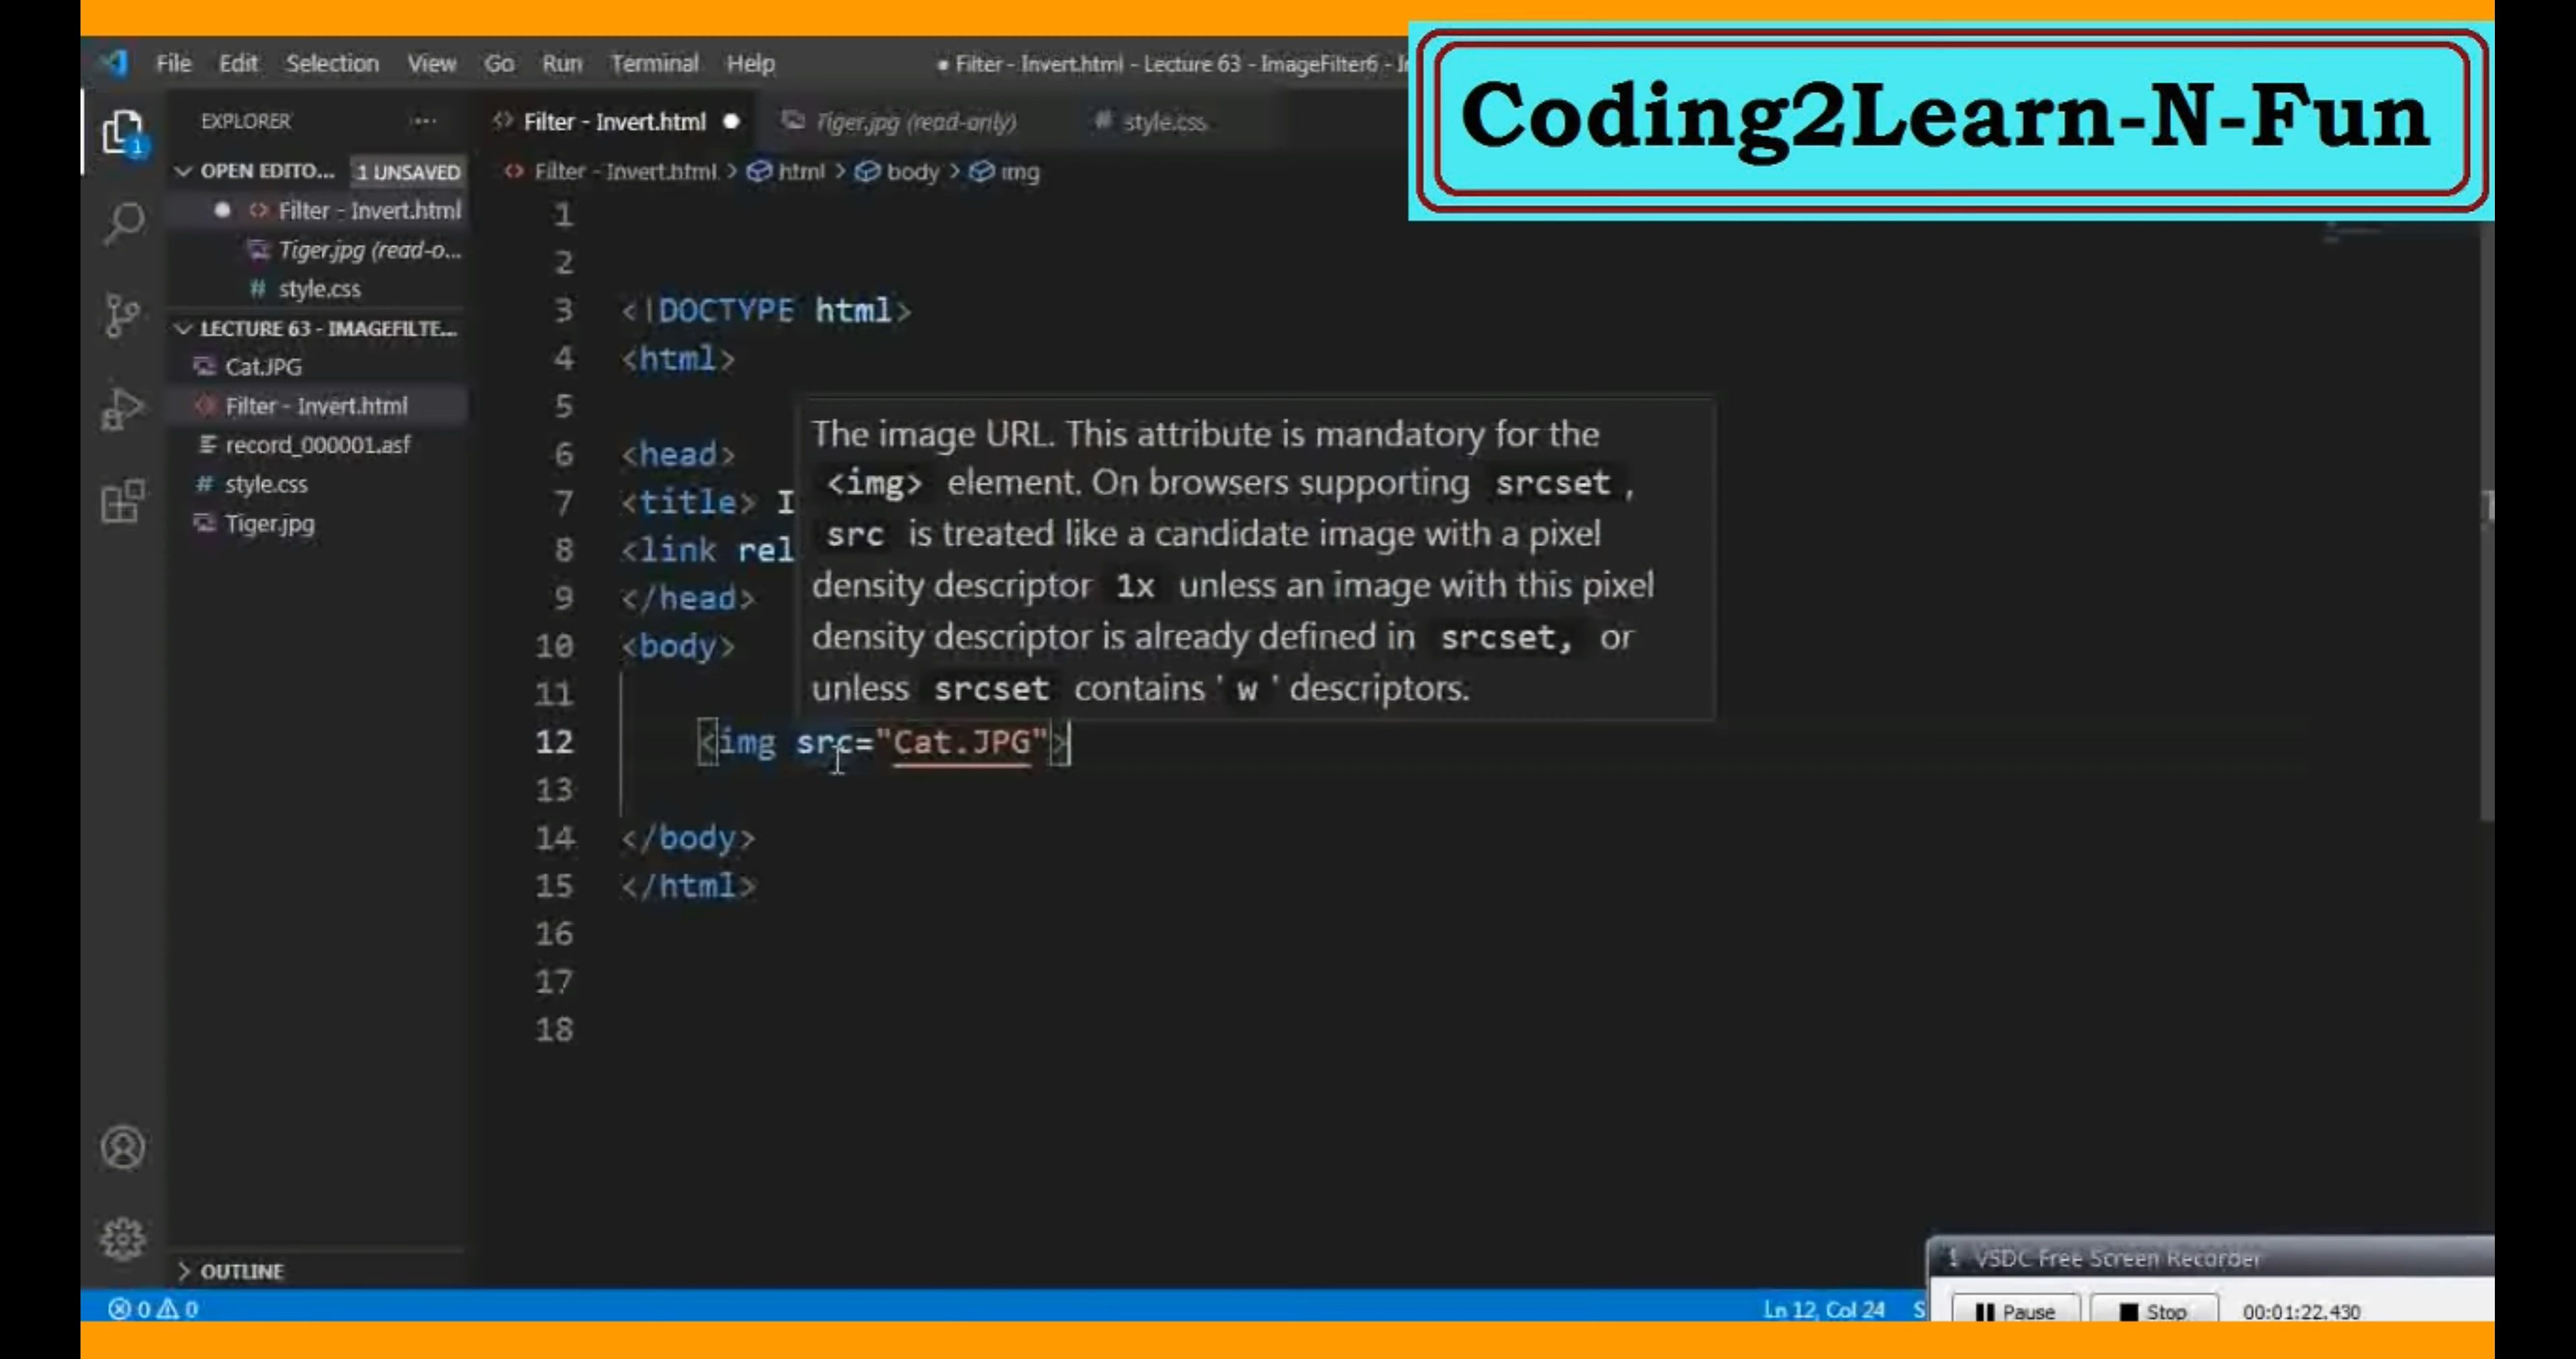 File Edit Selection View Go Run Terminal Help
● Filter - Invert.html - Lecture 63 - ImageFilter6 -
Coding2Learn-N-Fun
EXPLORER ...
Filter - Invert.html ●
Tiger.jpg (read-only)
# style.css
OPEN EDITO... 1 UNSAVED
Filter - Invert.html > html > body > img
1
● <> Filter - Invert.html
Tiger.jpg (read-o...
# style.css
LECTURE 63 - IMAGEFILTE...
Cat.JPG
<> Filter - Invert.html
record_000001.asf
# style.css
Tiger.jpg
OUTLINE
1
2
3 <!DOCTYPE html>
4 <html>
5
6 <head>
7 <title> I
8 <link rel
9 </head>
10 <body>
11
12 <img src="Cat.JPG">
13
14 </body>
15 </html>
16
17
18
The image URL. This attribute is mandatory for the
<img> element. On browsers supporting srcset,
src is treated like a candidate image with a pixel
density descriptor 1x unless an image with this pixel
density descriptor is already defined in srcset, or
unless srcset contains 'w' descriptors.
0 0
Ln 12, Col 24 S
VSDC Free Screen Recorder
Pause Stop 00:01:22.430